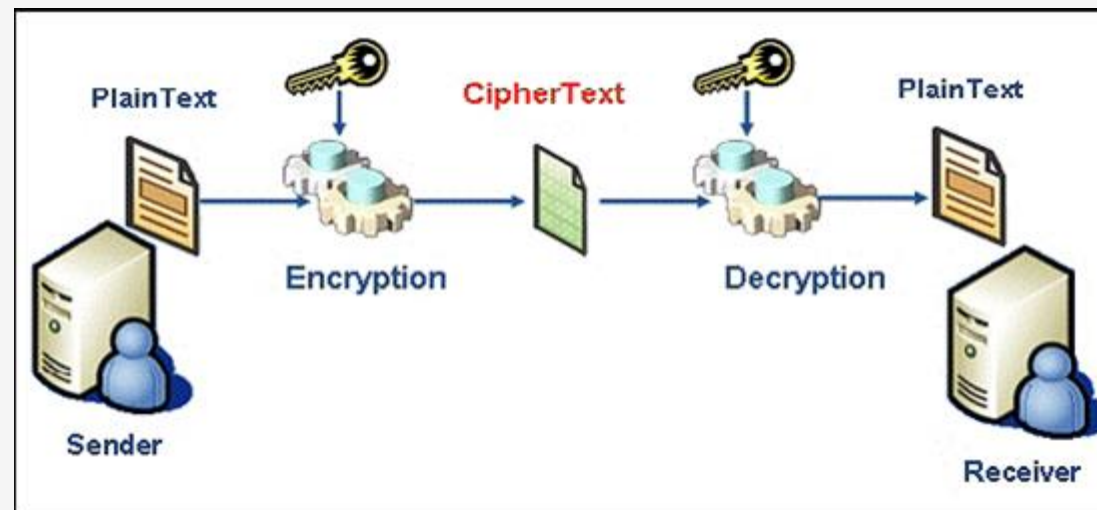 PlainText
CipherText
PlainText
Encryption
Decryption
Sender
Receiver